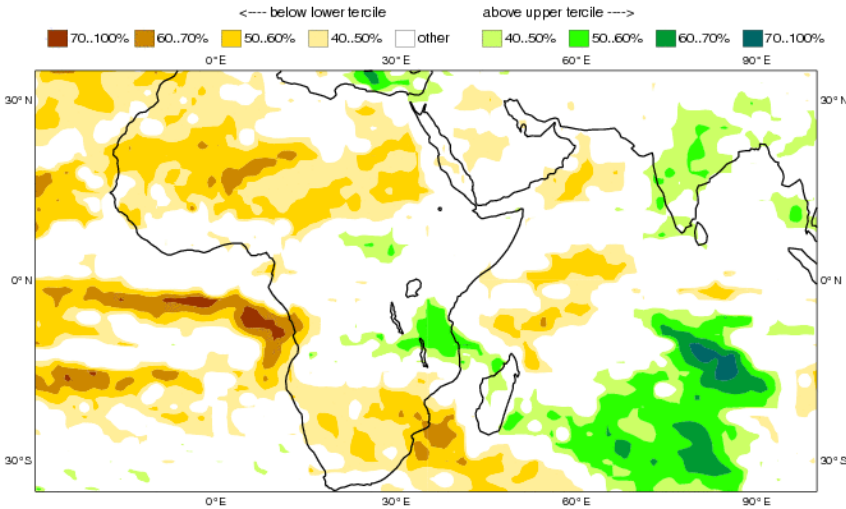 <---- below lower tercile above upper tercile ---->
70..100% 60..70% 50..60% 40..50% other 40..50% 50..60% 60..70% 70..100%
0°E 30°E 60°E 90°E
30°N 30°N
0°N 0°N
30°S 30°S
0°E 30°E 60°E 90°E